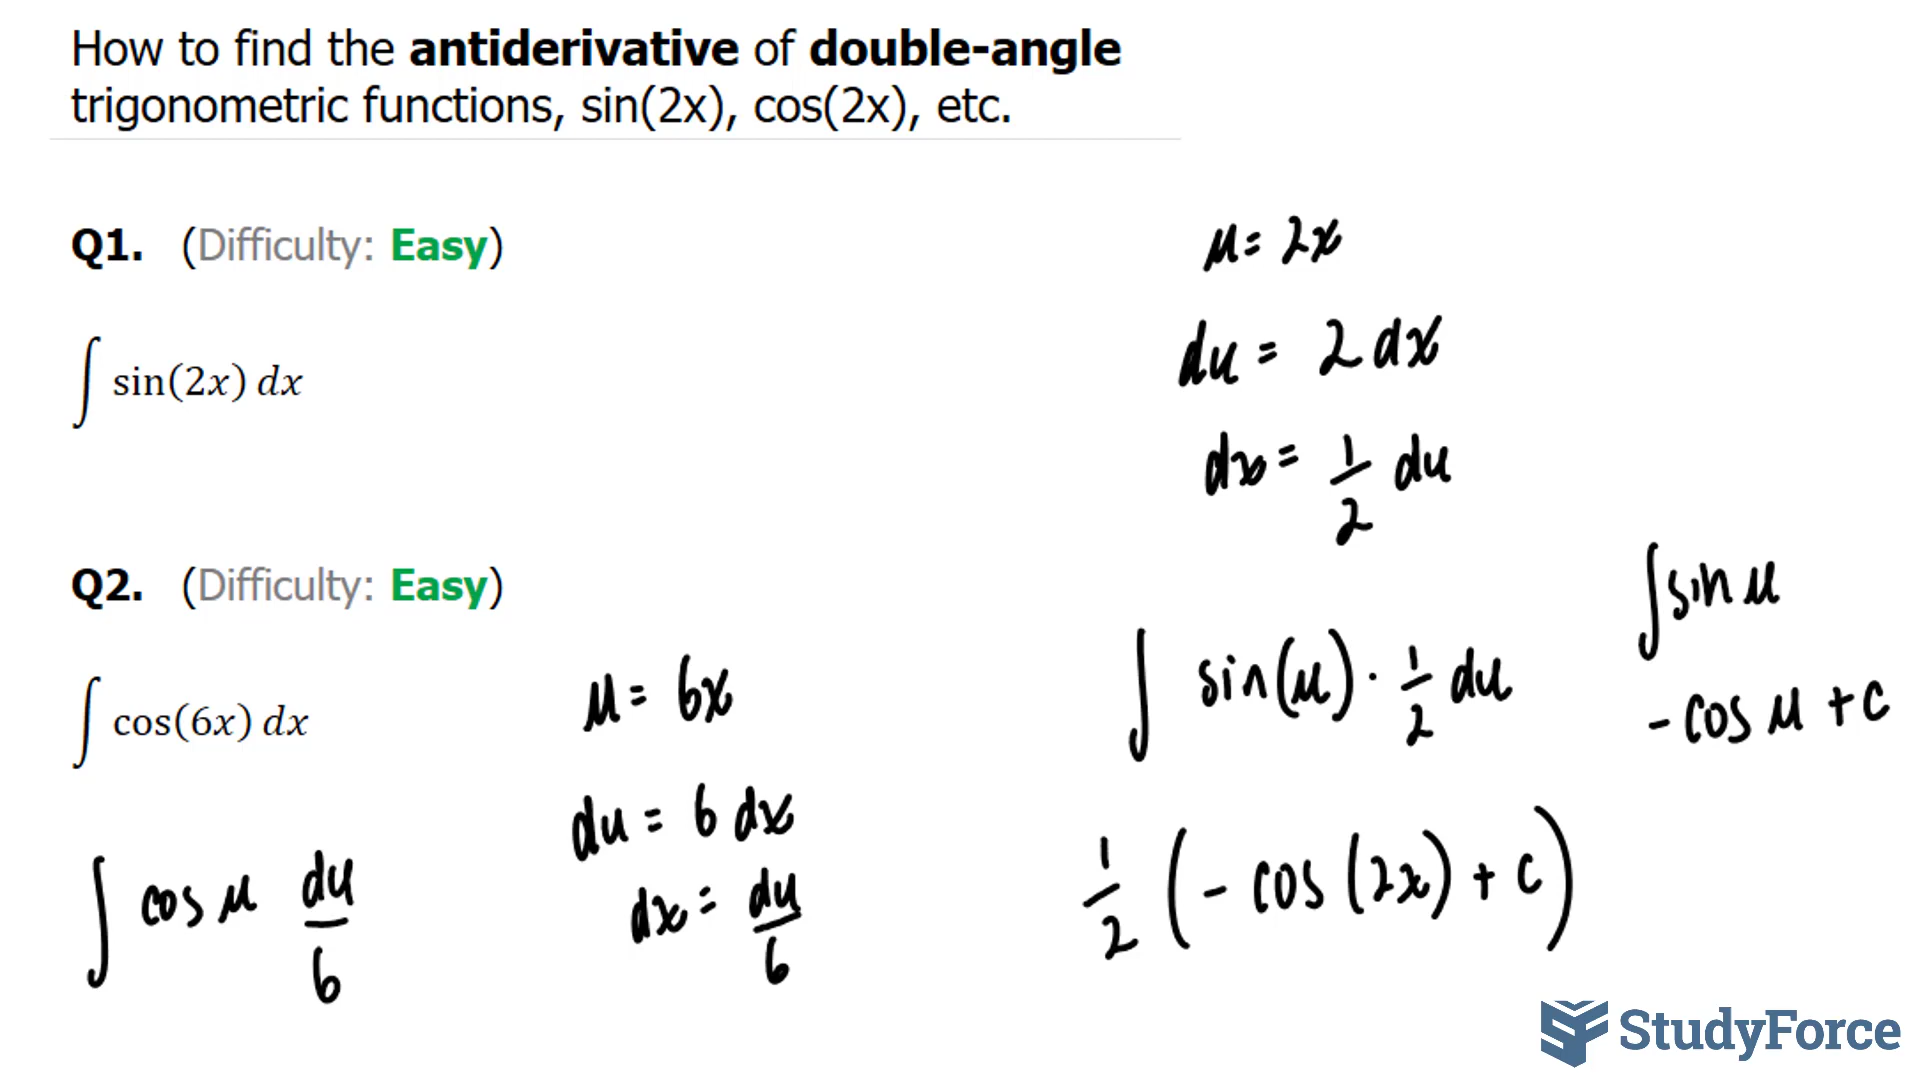 How to find the antiderivative of double-angle
trigonometric functions, sin(2x), cos(2x), etc.
Q1. (Difficulty: Easy)
∫ sin(2x) dx
u = 2x
du = 2 dx
dx = 1/2 du
∫ sin(u) · 1/2 du
∫ sin u
- cos u + c
1/2 (- cos (2x) + c)
Q2. (Difficulty: Easy)
∫ cos(6x) dx
u = 6x
du = 6 dx
dx = du/6
∫ cos u du/6
StudyForce